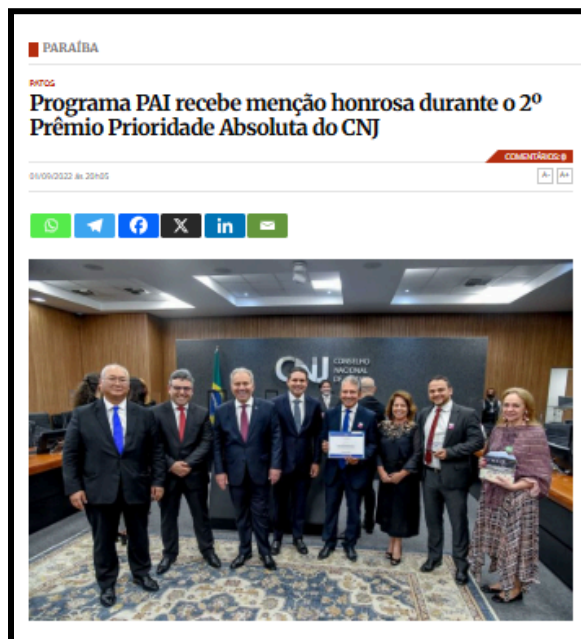 PARAÍBA
PATOS
Programa PAI recebe menção honrosa durante o 2º
Prêmio Prioridade Absoluta do CNJ
COMENTÁRIOS: 0
01/09/2022 às 20h05
A- A+
CNJ
CONSELHO
NACIONAL